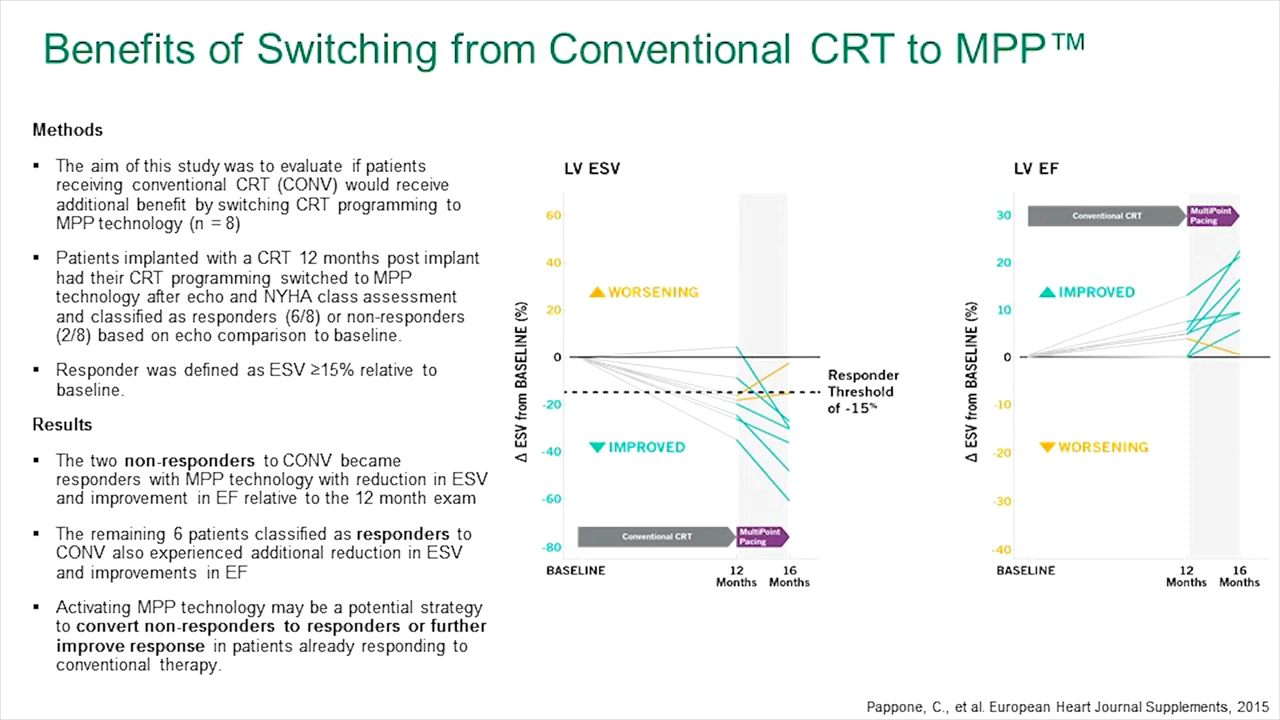 Benefits of Switching from Conventional CRT to MPP™
Methods
▪ The aim of this study was to evaluate if patients
receiving conventional CRT (CONV) would receive
additional benefit by switching CRT programming to
MPP technology (n = 8)
▪ Patients implanted with a CRT 12 months post implant
had their CRT programming switched to MPP
technology after echo and NYHA class assessment
and classified as responders (6/8) or non-responders
(2/8) based on echo comparison to baseline.
▪ Responder was defined as ESV ≥15% relative to
baseline.
Results
▪ The two non-responders to CONV became
responders with MPP technology with reduction in ESV
and improvement in EF relative to the 12 month exam
▪ The remaining 6 patients classified as responders to
CONV also experienced additional reduction in ESV
and improvements in EF
▪ Activating MPP technology may be a potential strategy
to convert non-responders to responders or further
improve response in patients already responding to
conventional therapy.
LV ESV
Δ ESV from BASELINE (%)
60
40
20
0
-20
-40
-60
-80
WORSENING
IMPROVED
Responder
Threshold
of -15%
Conventional CRT
MultiPoint
Pacing
BASELINE
12
Months
16
Months
LV EF
Δ ESV from BASELINE (%)
30
20
10
0
-10
-20
-30
-40
Conventional CRT
MultiPoint
Pacing
IMPROVED
WORSENING
BASELINE
12
Months
16
Months
Pappone, C., et al. European Heart Journal Supplements, 2015